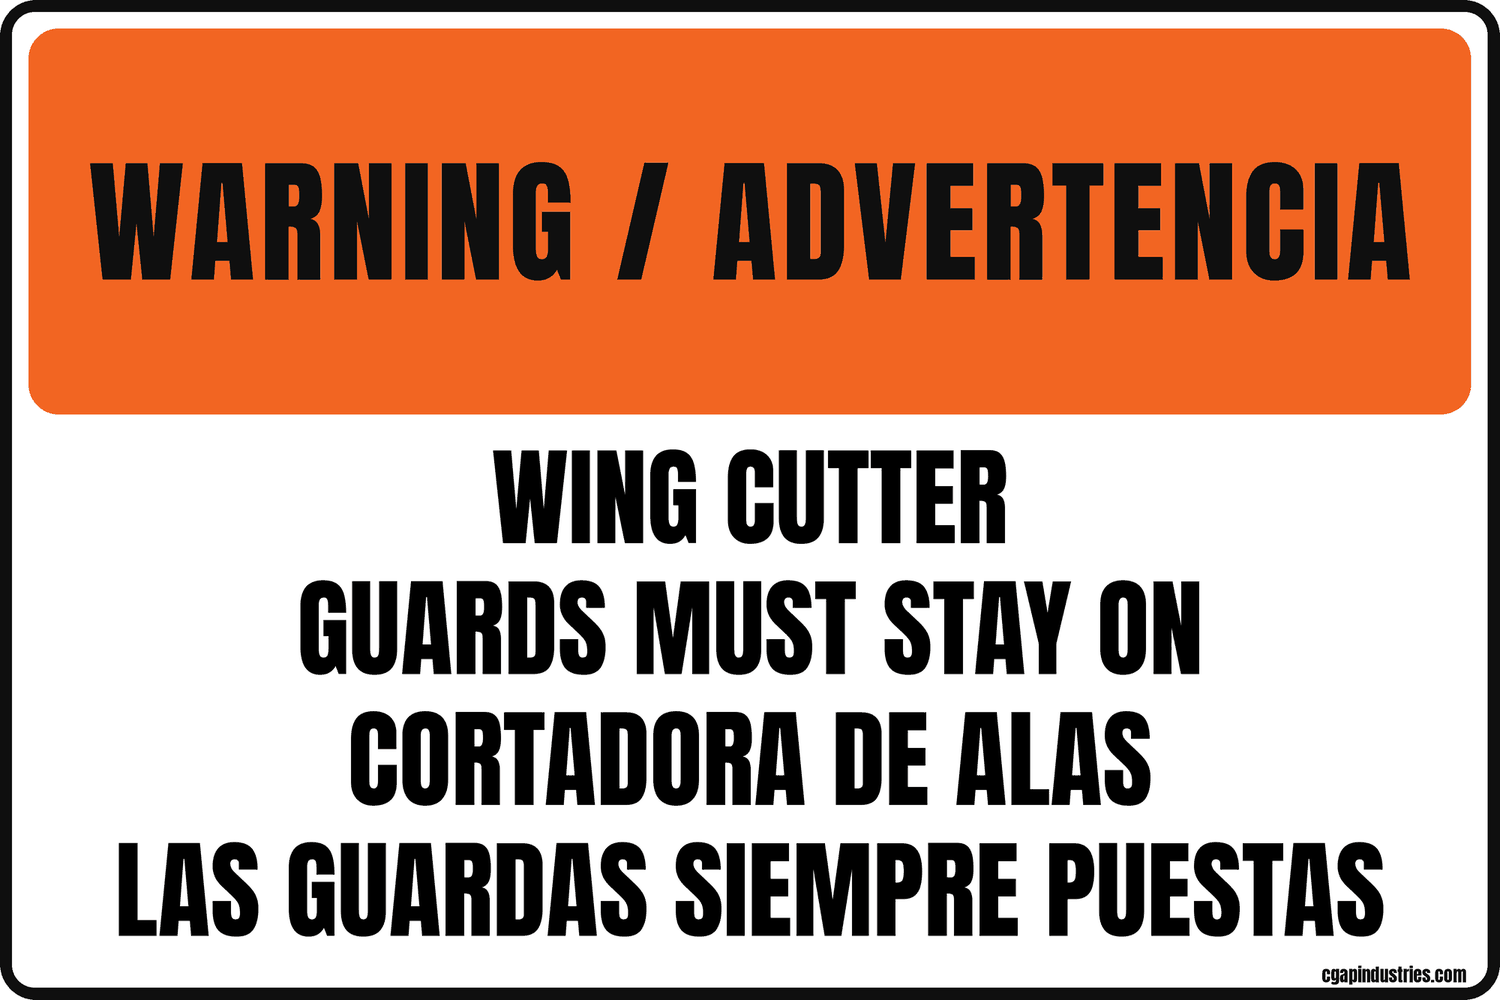 WARNING / ADVERTENCIA
WING CUTTER
GUARDS MUST STAY ON
CORTADORA DE ALAS
LAS GUARDAS SIEMPRE PUESTAS
cgapindustries.com